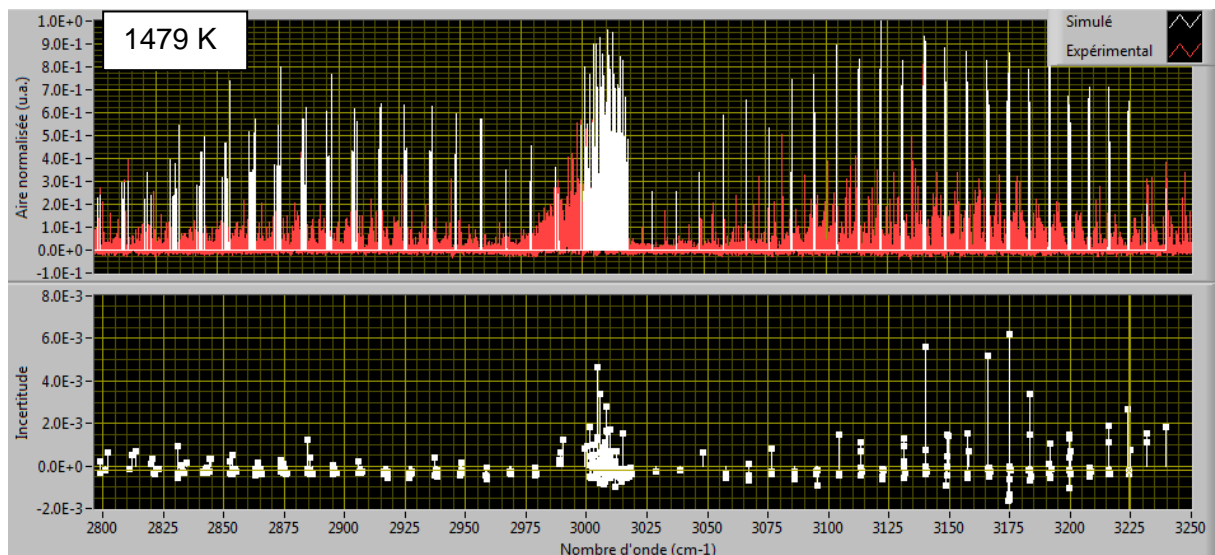 1479 K
Simulé
Expérimental
Aire normalisée (u.a.)
1.0E+0
9.0E-1
8.0E-1
7.0E-1
6.0E-1
5.0E-1
4.0E-1
3.0E-1
2.0E-1
1.0E-1
0.0E+0
-1.0E-1
Incertitude
8.0E-3
6.0E-3
4.0E-3
2.0E-3
0.0E+0
-2.0E-3
2800 2825 2850 2875 2900 2925 2950 2975 3000 3025 3050 3075 3100 3125 3150 3175 3200 3225 3250
Nombre d'onde (cm-1)